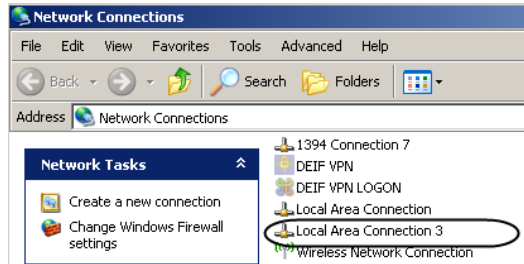 Network Connections
File Edit View Favorites Tools Advanced Help
Back Search Folders
Address Network Connections
Network Tasks
Create a new connection
Change Windows Firewall
settings
1394 Connection 7
DEIF VPN
DEIF VPN LOGON
Local Area Connection
Local Area Connection 3
Wireless Network Connection